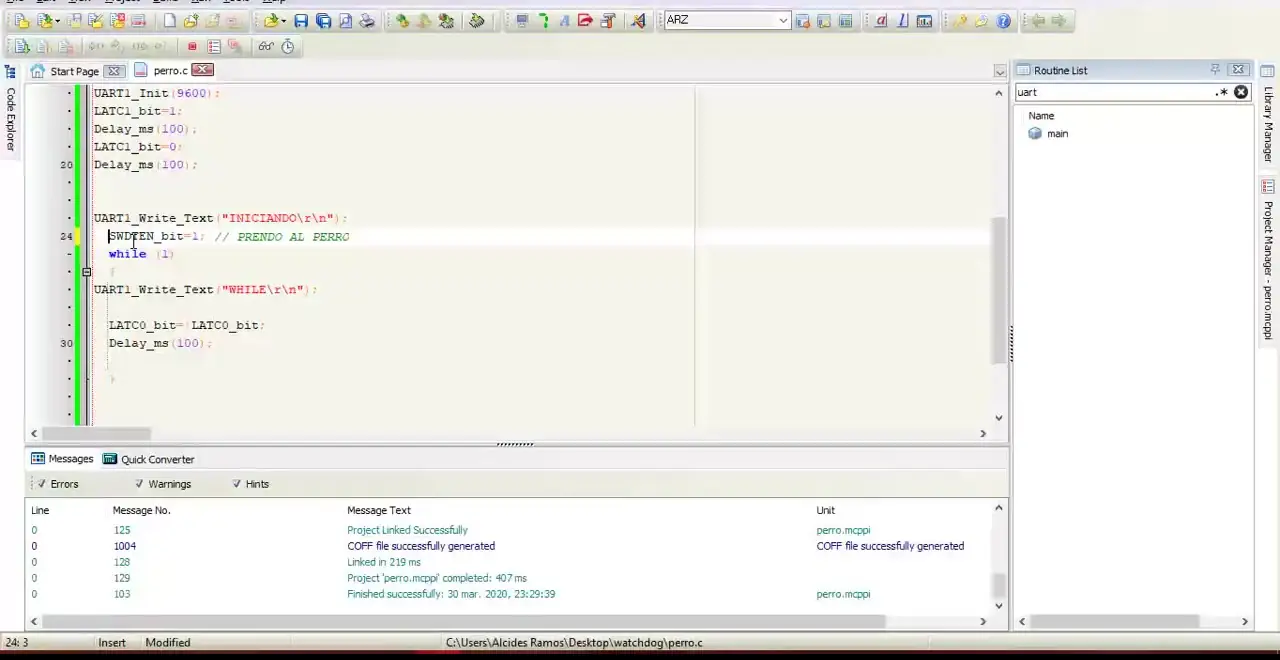 ARZ
Start Page
perro.c
Code Explorer
UART1_Init(9600);
LATC1_bit=1;
Delay_ms(100);
LATC1_bit=0;
20 Delay_ms(100);
UART1_Write_Text("INICIANDO\r\n");
24 SWDTEN_bit=1; // PRENDO AL PERRO
while (1)
{
UART1_Write_Text("WHILE\r\n");
LATC0_bit=!LATC0_bit;
30 Delay_ms(100);
}
Routine List
uart .*
Name
main
Library Manager
Project Manager - perro.mcppi
Messages Quick Converter
Errors Warnings Hints
Line Message No. Message Text Unit
0 125 Project Linked Successfully perro.mcppi
0 1004 COFF file successfully generated COFF file successfully generated
0 128 Linked in 219 ms
0 129 Project 'perro.mcppi' completed: 407 ms
0 103 Finished successfully: 30 mar. 2020, 23:29:39 perro.mcppi
24: 3 Insert Modified C:\Users\Alcides Ramos\Desktop\watchdog\perro.c